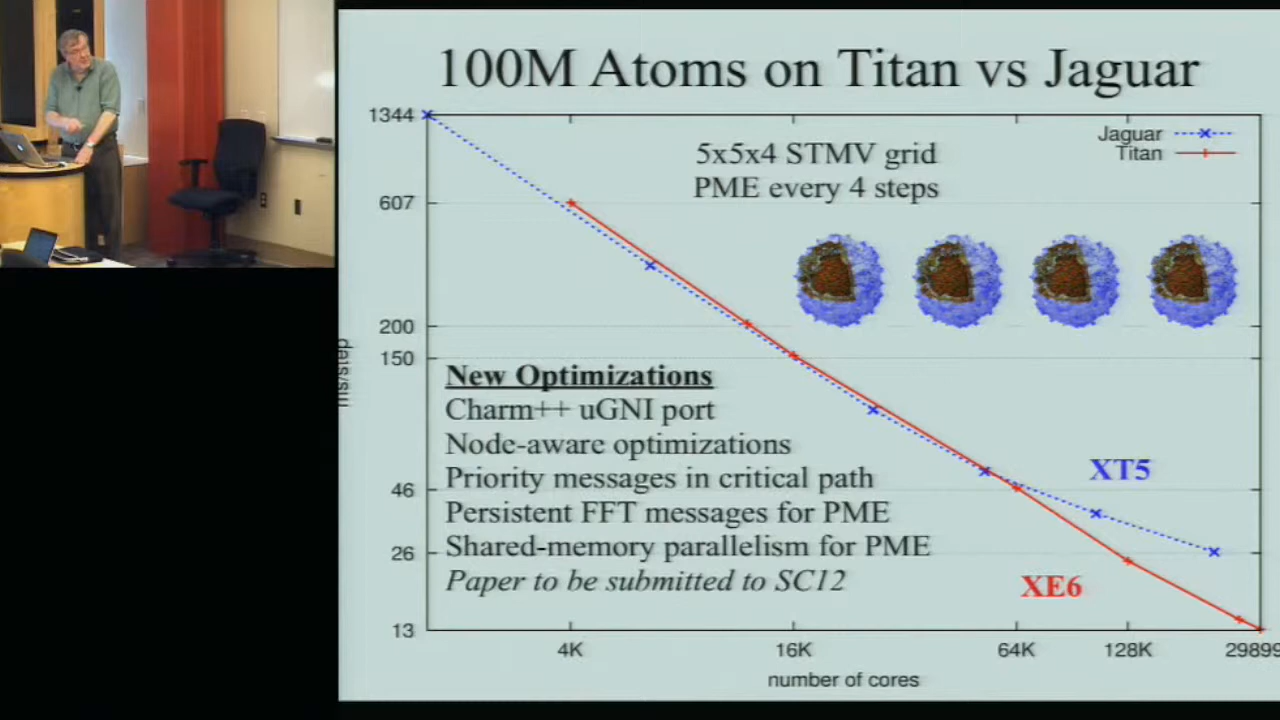 100M Atoms on Titan vs Jaguar
1344
607
200
150
46
26
13
ms/step
Jaguar
Titan
5x5x4 STMV grid
PME every 4 steps
New Optimizations
Charm++ uGNI port
Node-aware optimizations
Priority messages in critical path
Persistent FFT messages for PME
Shared-memory parallelism for PME
Paper to be submitted to SC12
XT5
XE6
4K
16K
64K
128K
29899
number of cores